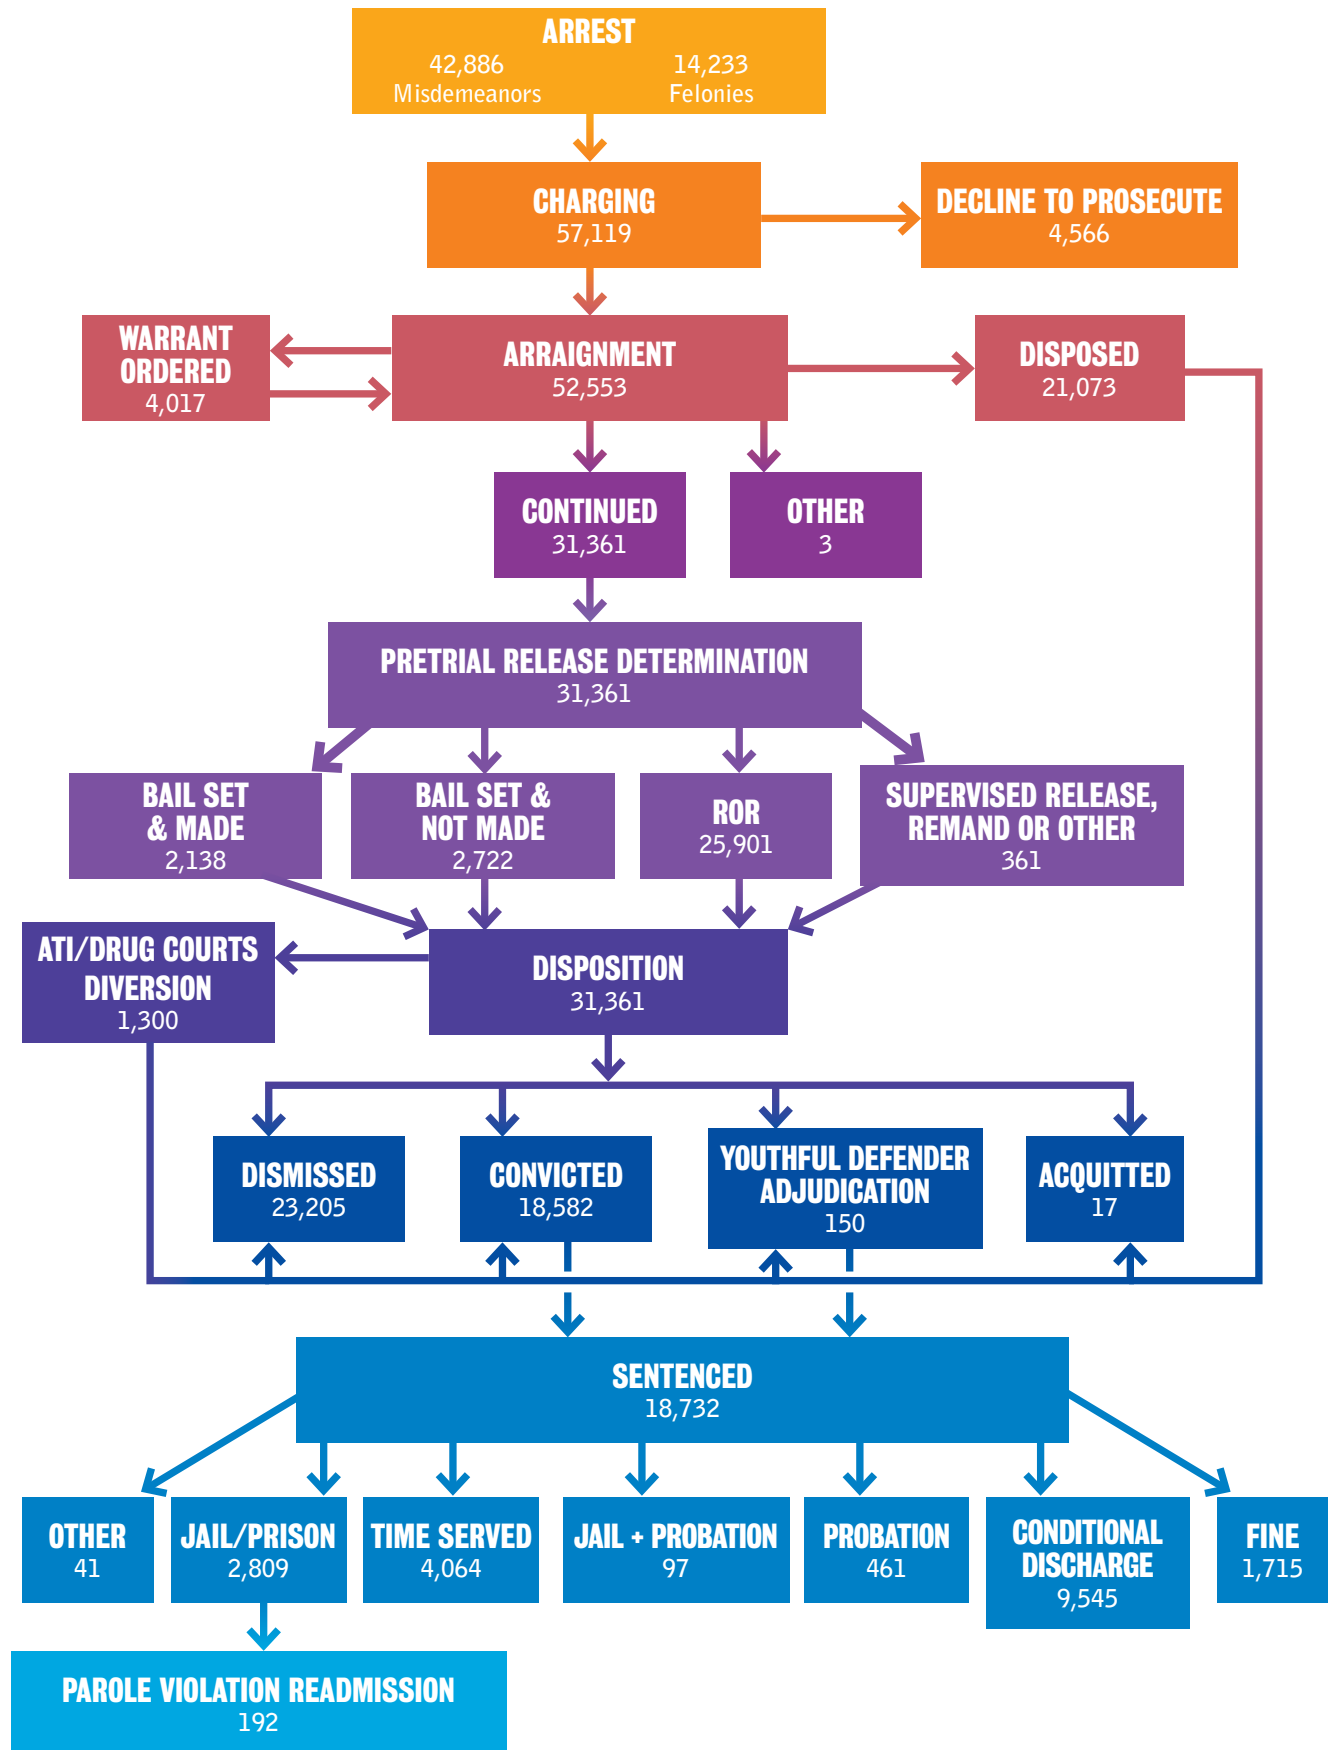 ARREST
42,886
Misdemeanors
14,233
Felonies
CHARGING
57,119
DECLINE TO PROSECUTE
4,566
WARRANT
ORDERED
4,017
ARRAIGNMENT
52,553
DISPOSED
21,073
CONTINUED
31,361
OTHER
3
PRETRIAL RELEASE DETERMINATION
31,361
BAIL SET
& MADE
2,138
BAIL SET &
NOT MADE
2,722
ROR
25,901
SUPERVISED RELEASE,
REMAND OR OTHER
361
ATI/DRUG COURTS
DIVERSION
1,300
DISPOSITION
31,361
DISMISSED
23,205
CONVICTED
18,582
YOUTHFUL DEFENDER
ADJUDICATION
150
ACQUITTED
17
SENTENCED
18,732
OTHER
41
JAIL/PRISON
2,809
TIME SERVED
4,064
JAIL + PROBATION
97
PROBATION
461
CONDITIONAL
DISCHARGE
9,545
FINE
1,715
PAROLE VIOLATION READMISSION
192